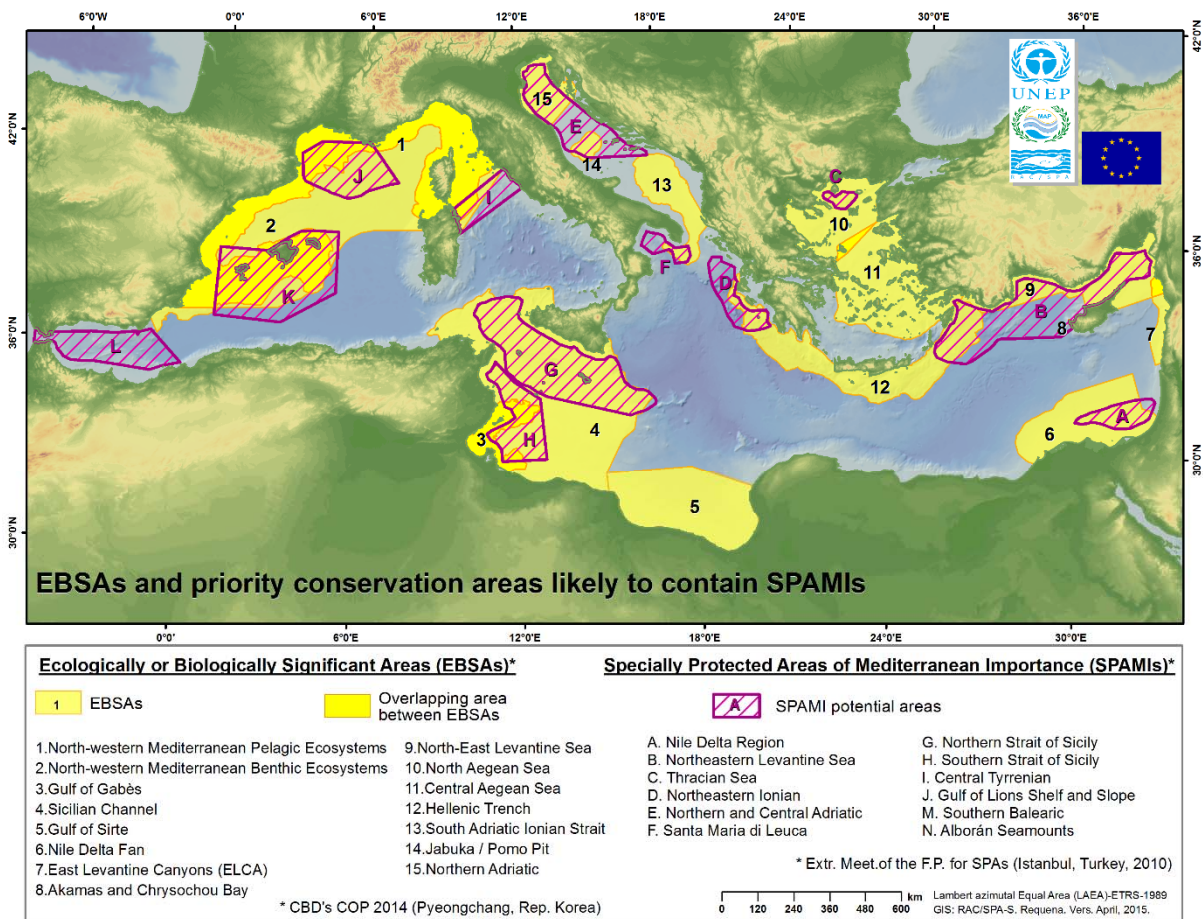 6°W 0°0' 6°0'E 12°0'E 18°0'E 24°0'E 30°0'E 36°0'E
42°0'N
42°0'N
36°0'N
36°0'N
30°0'N
30°0'N
UNEP
MAP
RAC/SPA
1
2
3
4
5
6
7
8
9
10
11
12
13
14
15
A
B
C
D
E
F
G
H
I
J
K
L
EBSAs and priority conservation areas likely to contain SPAMIs
0°0' 6°0'E 12°0'E 18°0'E 24°0'E 30°0'E
Ecologically or Biologically Significant Areas (EBSAs)*
1 EBSAs
Overlapping area
between EBSAs
1.North-western Mediterranean Pelagic Ecosystems
2.North-western Mediterranean Benthic Ecosystems
3.Gulf of Gabès
4.Sicilian Channel
5.Gulf of Sirte
6.Nile Delta Fan
7.East Levantine Canyons (ELCA)
8.Akamas and Chrysochou Bay
9.North-East Levantine Sea
10.North Aegean Sea
11.Central Aegean Sea
12.Hellenic Trench
13.South Adriatic Ionian Strait
14.Jabuka / Pomo Pit
15.Northern Adriatic
* CBD's COP 2014 (Pyeongchang, Rep. Korea)
Specially Protected Areas of Mediterranean Importance (SPAMIs)*
A SPAMI potential areas
A. Nile Delta Region
B. Northeastern Levantine Sea
C. Thracian Sea
D. Northeastern Ionian
E. Northern and Central Adriatic
F. Santa Maria di Leuca
G. Northern Strait of Sicily
H. Southern Strait of Sicily
I. Central Tyrrenian
J. Gulf of Lions Shelf and Slope
M. Southern Balearic
N. Alborán Seamounts
* Extr. Meet.of the F.P. for SPAs (Istanbul, Turkey, 2010)
km
0 120 240 360 480 600
Lambert azimutal Equal Area (LAEA)-ETRS-1989
GIS: RAC/SPA-S. Requena. Vers. April, 2015.